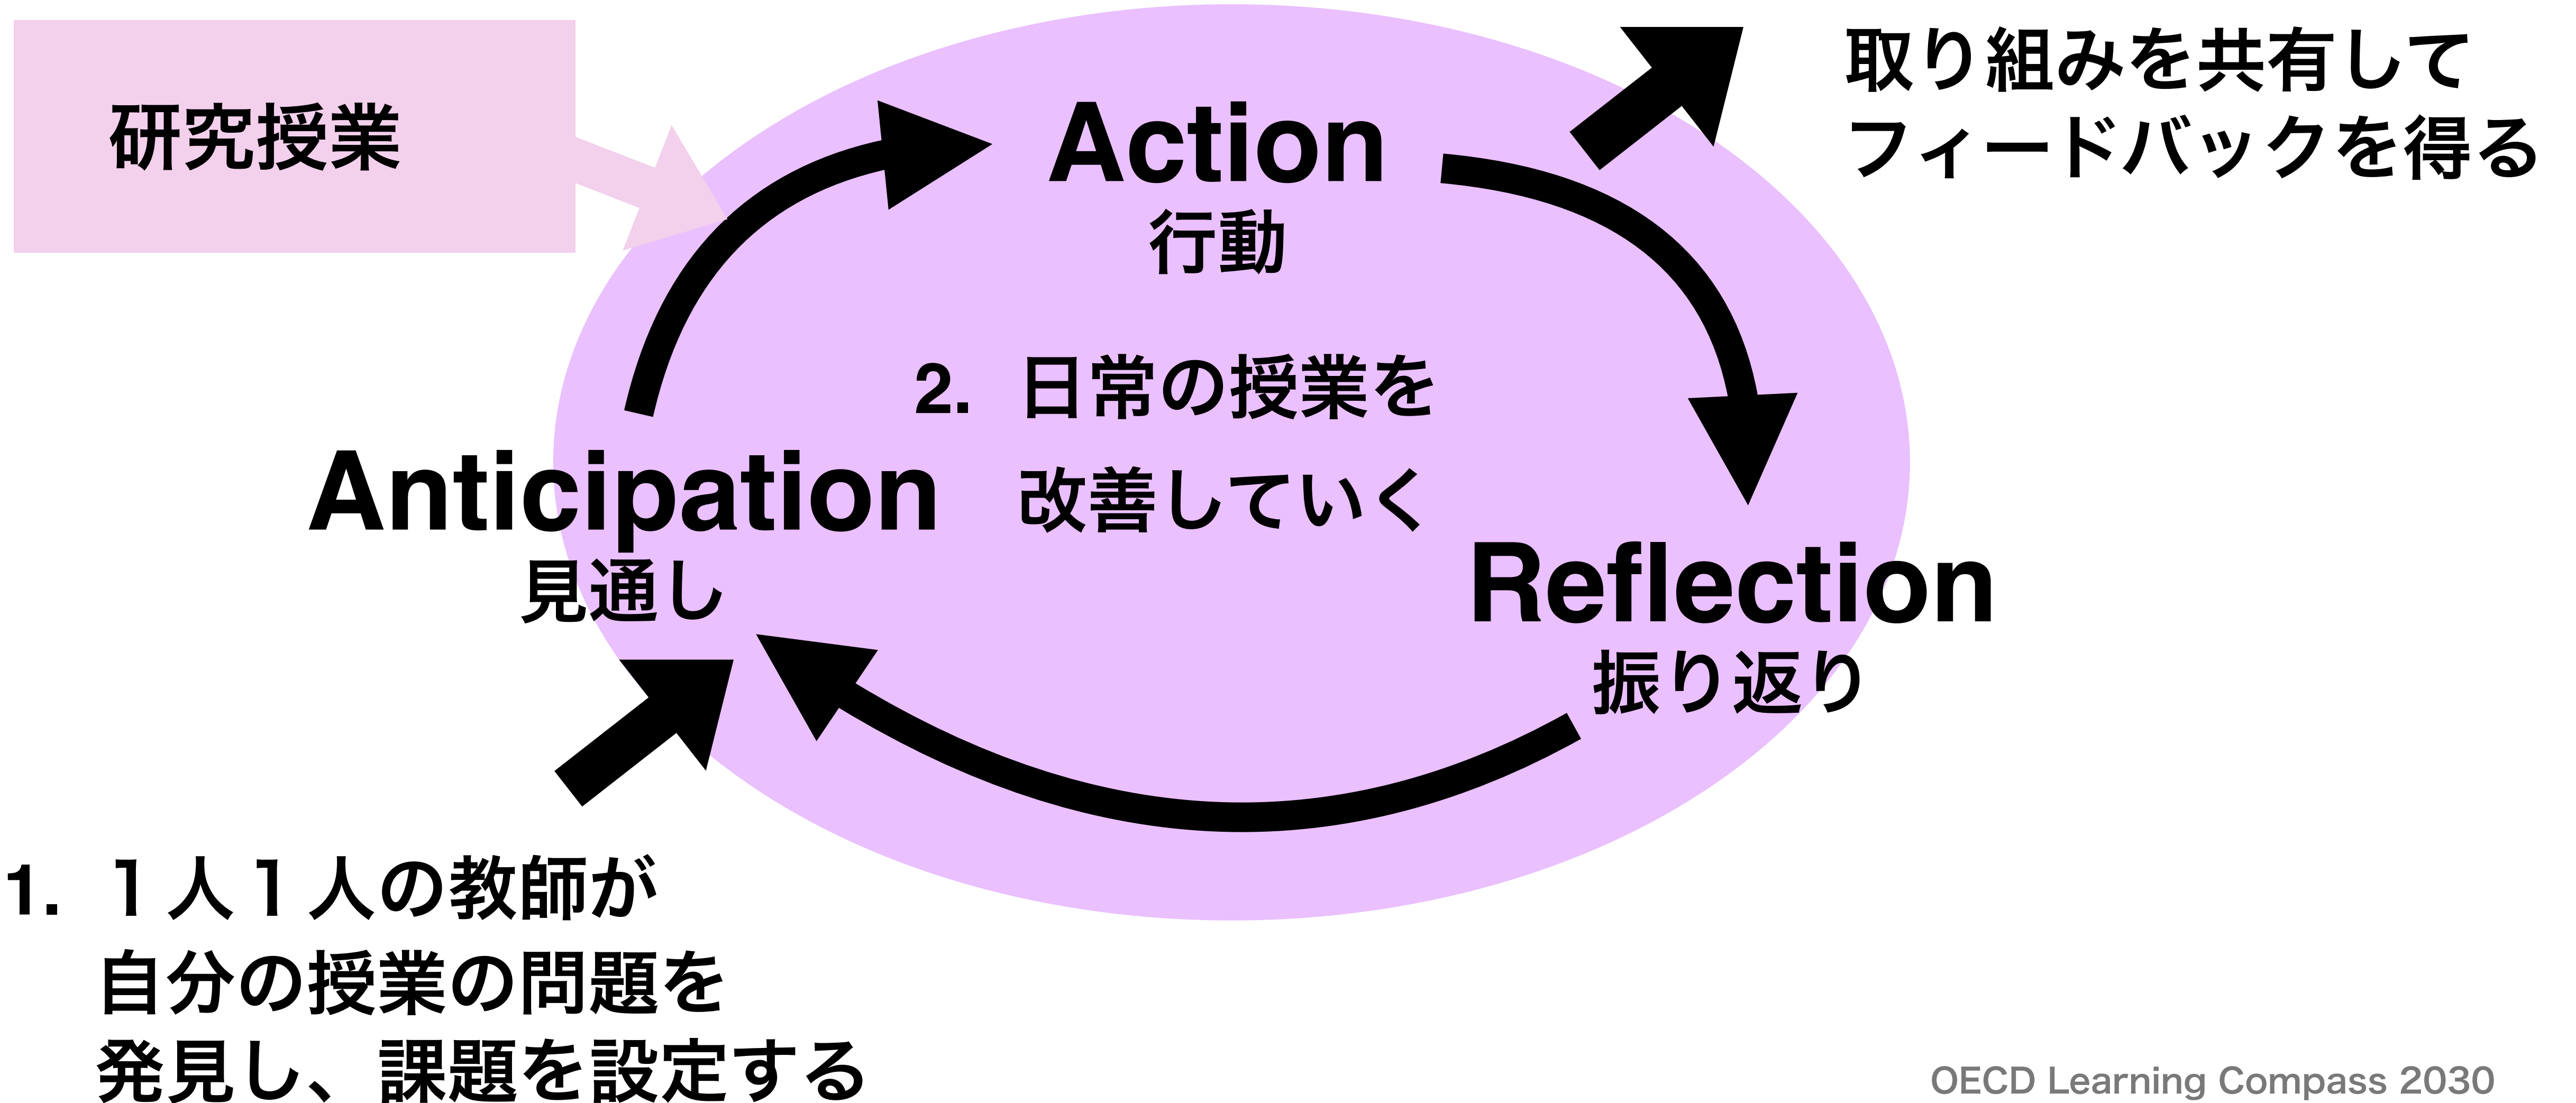 研究授業
取り組みを共有して
フィードバックを得る
Action
行動
2. 日常の授業を
改善していく
Anticipation
見通し
Reflection
振り返り
1. １人１人の教師が
自分の授業の問題を
発見し、課題を設定する
OECD Learning Compass 2030